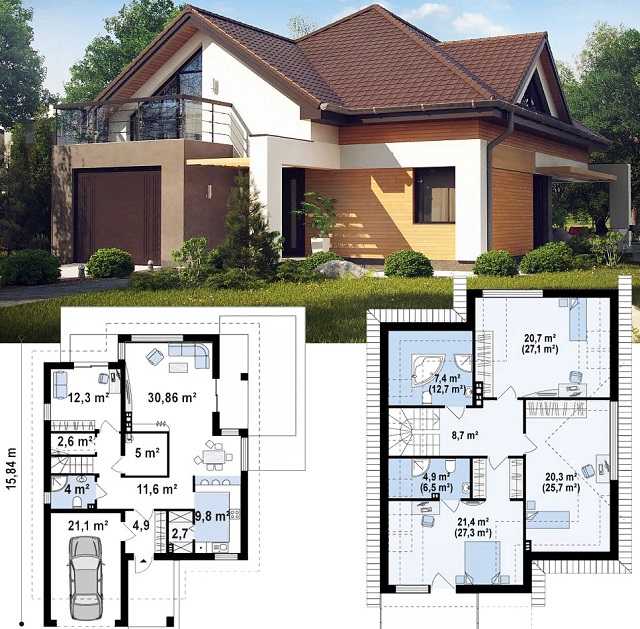 15,84 m
12,3 m²
30,86 m²
2,6 m²
5 m²
4 m²
11,6 m²
9,8 m²
21,1 m²
4,9
2,7
20,7 m²
(27,1 m²)
7,4 m²
(12,7 m²)
8,7 m²
4,9 m²
(6,5 m²)
20,3 m²
(25,7 m²)
21,4 m²
(27,3 m²)